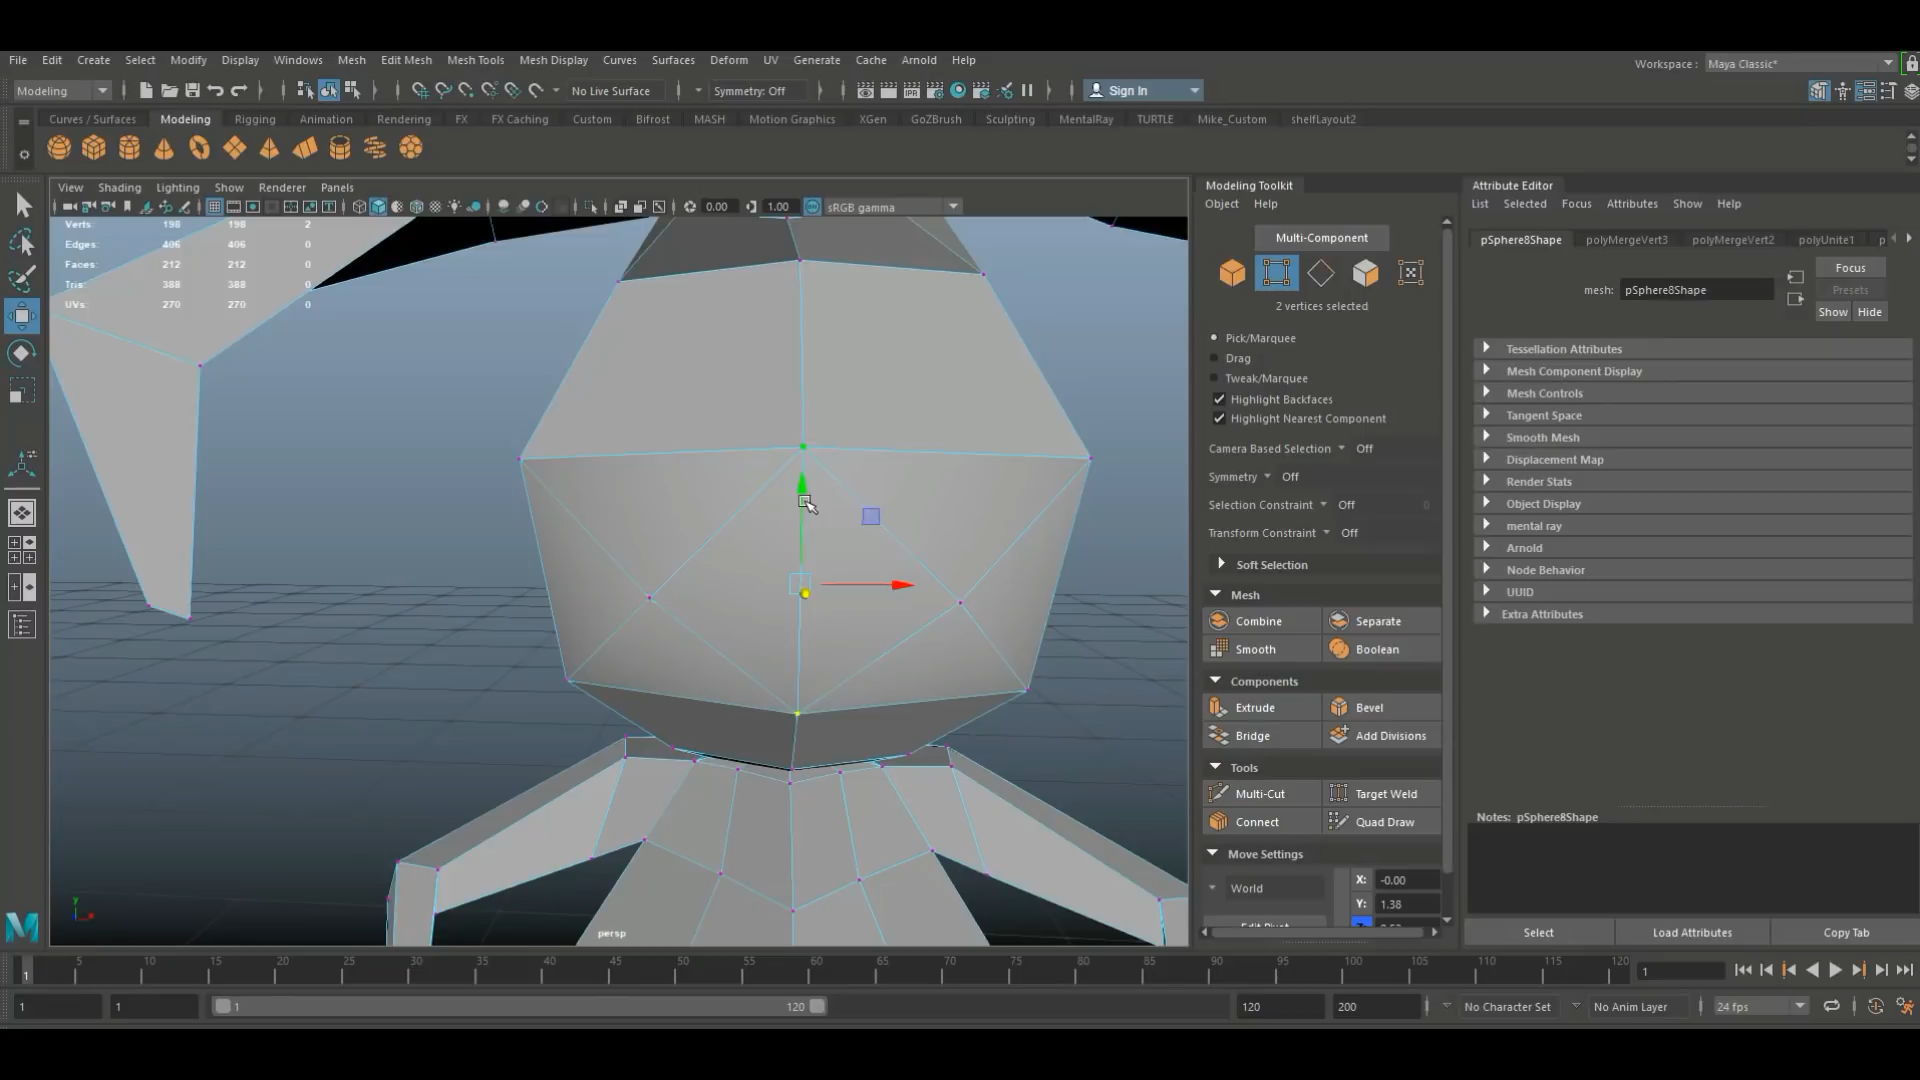 File Edit Create Select Modify Display Windows Mesh Edit Mesh Mesh Tools Mesh Display Curves Surfaces Deform UV Generate Cache Arnold Help
Workspace : Maya Classic*
Modeling No Live Surface Symmetry: Off Sign In
Curves / Surfaces Modeling Rigging Animation Rendering FX FX Caching Custom Bifrost MASH Motion Graphics XGen GoZBrush Sculpting MentalRay TURTLE Mike_Custom shelfLayout2
View Shading Lighting Show Renderer Panels
0.00 1.00 sRGB gamma
Verts: 198 198 2
Edges: 406 406 0
Faces: 212 212 0
Tris: 388 388 0
UVs: 270 270 0
persp
Modeling Toolkit
Object Help
Multi-Component
2 vertices selected
Pick/Marquee
Drag
Tweak/Marquee
Highlight Backfaces
Highlight Nearest Component
Camera Based Selection Off
Symmetry Off
Selection Constraint Off 0
Transform Constraint Off
Soft Selection
Mesh
Combine Separate
Smooth Boolean
Components
Extrude Bevel
Bridge Add Divisions
Tools
Multi-Cut Target Weld
Connect Quad Draw
Move Settings
World X: -0.00
Y: 1.38
Attribute Editor
List Selected Focus Attributes Show Help
pSphere8Shape polyMergeVert3 polyMergeVert2 polyUnite1 p
Focus
mesh: pSphere8Shape Presets
Show Hide
Tessellation Attributes
Mesh Component Display
Mesh Controls
Tangent Space
Smooth Mesh
Displacement Map
Render Stats
Object Display
mental ray
Arnold
Node Behavior
UUID
Extra Attributes
Notes: pSphere8Shape
Select Load Attributes Copy Tab
1 5 10 15 20 25 30 35 40 45 50 55 60 65 70 75 80 85 90 95 100 105 110 115 120 1
1 1 1 120 120 200 No Character Set No Anim Layer 24 fps